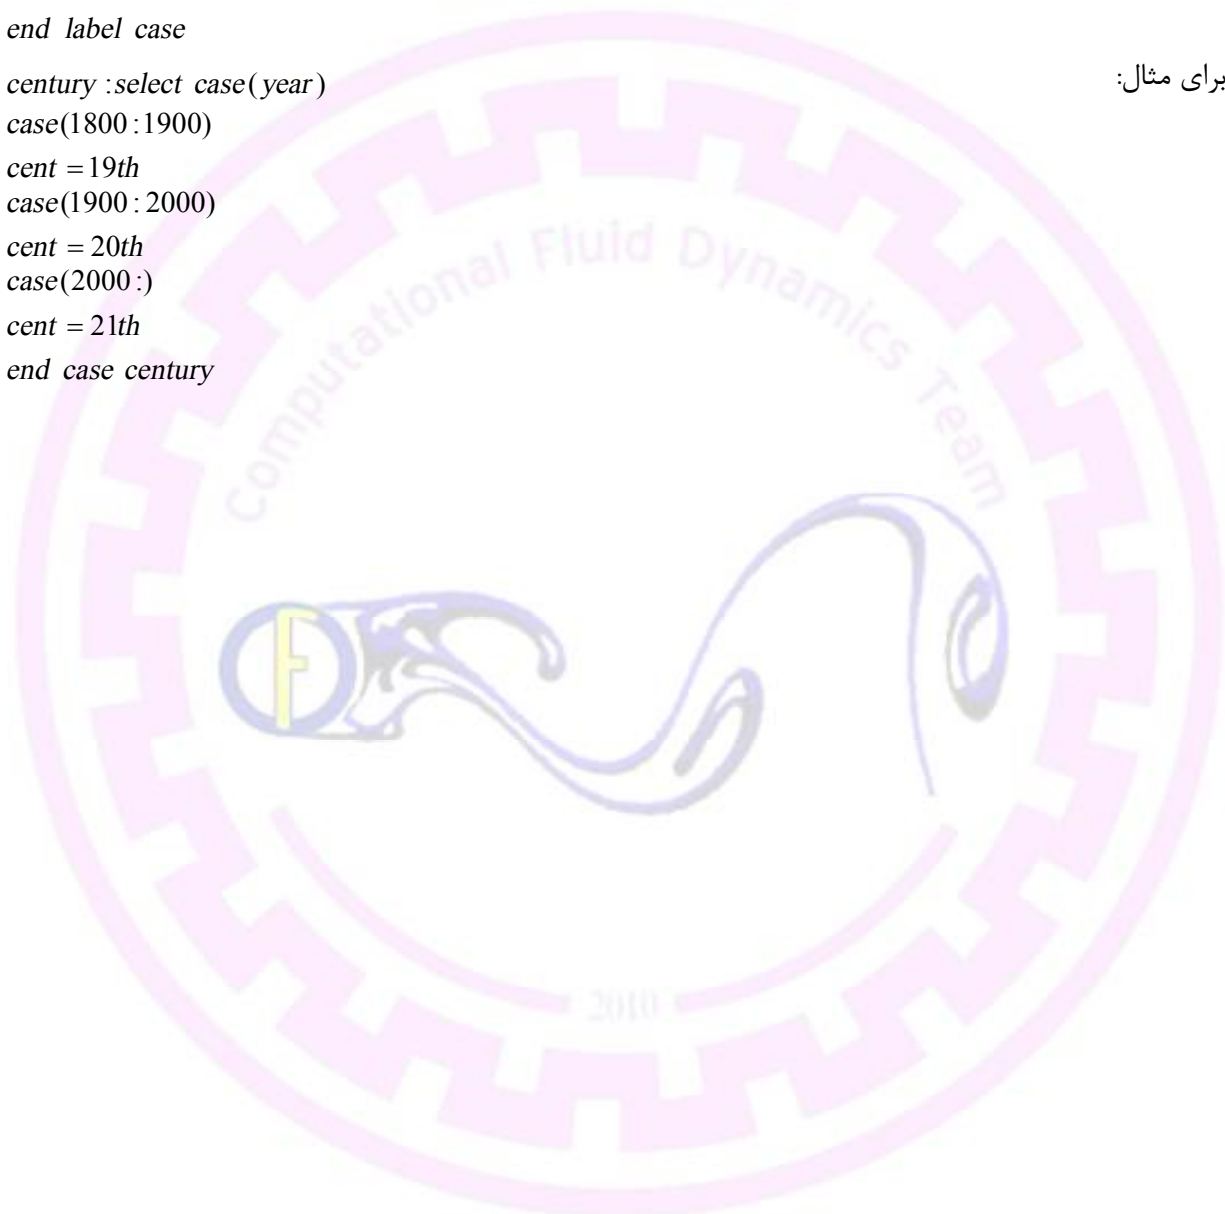 end label case
برای مثال:
century : select case(year)
case(1800 : 1900)
cent = 19th
case(1900 : 2000)
cent = 20th
case(2000 :)
cent = 21th
end case century
Computational Fluid Dynamics Team
F
2010